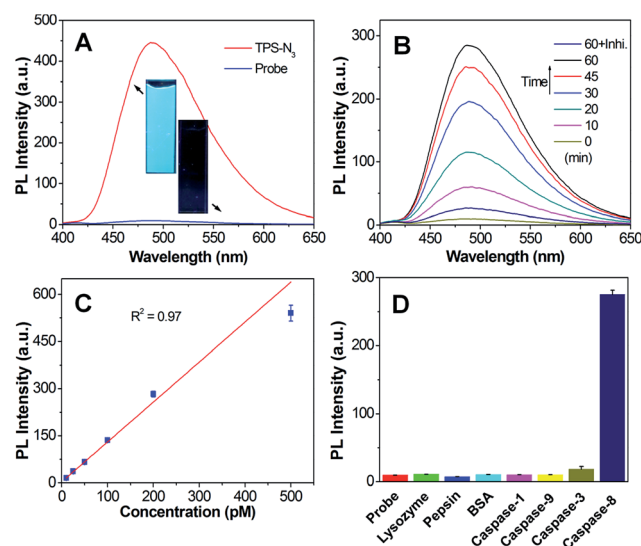 A
TPS-N3
Probe
PL Intensity (a.u.)
500
400
300
200
100
0
400 450 500 550 600 650
Wavelength (nm)
B
60+Inhi.
60
45
30
20
10
0
(min)
Time
PL Intensity (a.u.)
300
200
100
0
400 450 500 550 600 650
Wavelength (nm)
C
R2 = 0.97
PL Intensity (a.u.)
600
450
300
150
0
0 100 200 300 400 500
Concentration (pM)
D
PL Intensity (a.u.)
300
200
100
0
Probe
Lysozyme
Pepsin
BSA
Caspase-1
Caspase-9
Caspase-3
Caspase-8